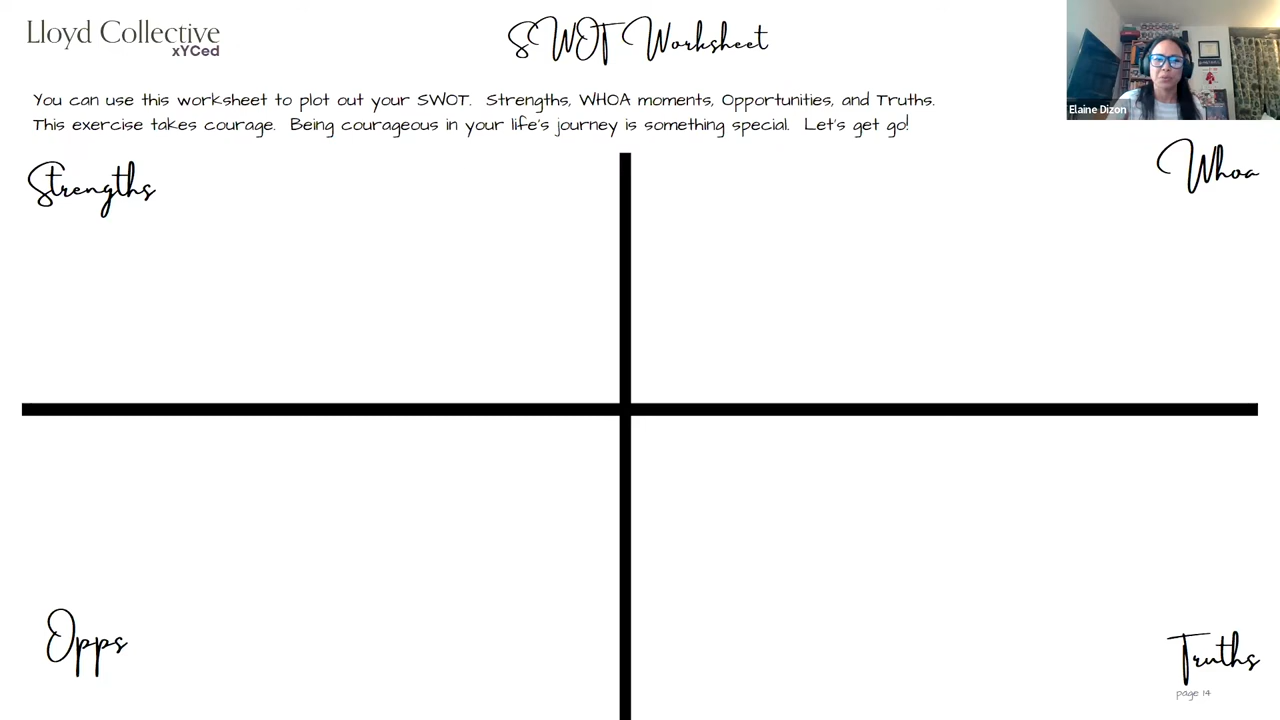 Lloyd Collective
xYCed
SWOT Worksheet
Elaine Dizon
You can use this worksheet to plot out your SWOT.  Strengths, WHOA moments, Opportunities, and Truths.
This exercise takes courage.  Being courageous in your life's journey is something special.  Let's get go!
Strengths
Whoa
Opps
Truths
page 14